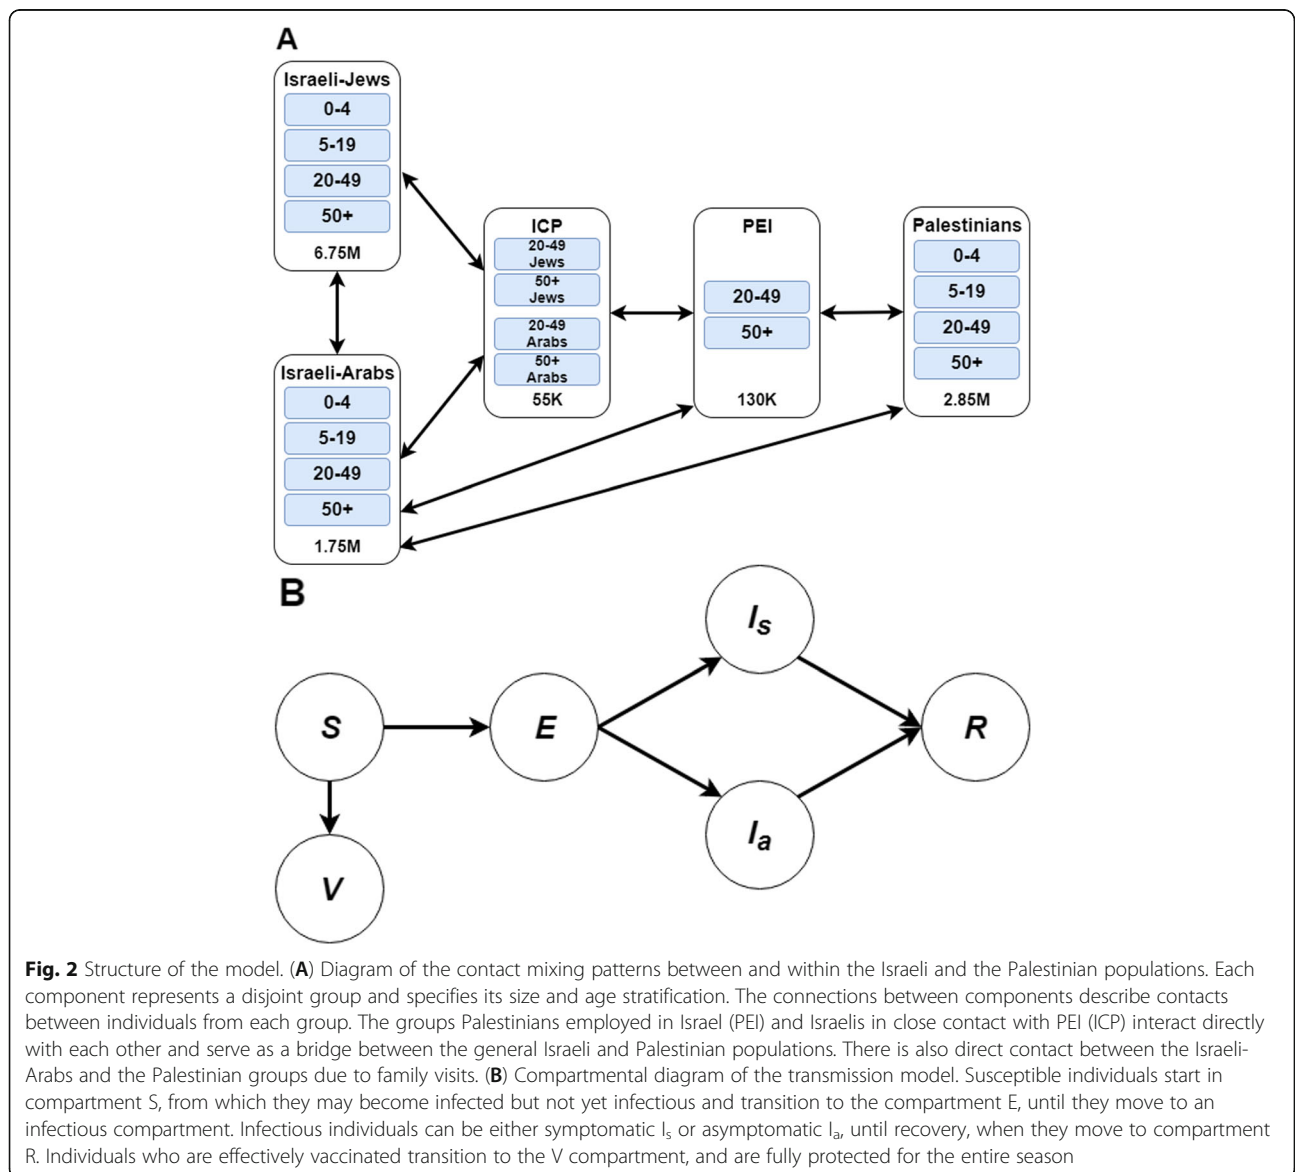 A
Israeli-Jews
0-4
5-19
20-49
50+
6.75M
Israeli-Arabs
0-4
5-19
20-49
50+
1.75M
ICP
20-49
Jews
50+
Jews
20-49
Arabs
50+
Arabs
55K
PEI
20-49
50+
130K
Palestinians
0-4
5-19
20-49
50+
2.85M
B
S
E
Is
Ia
R
V
Fig. 2 Structure of the model. (A) Diagram of the contact mixing patterns between and within the Israeli and the Palestinian populations. Each
component represents a disjoint group and specifies its size and age stratification. The connections between components describe contacts
between individuals from each group. The groups Palestinians employed in Israel (PEI) and Israelis in close contact with PEI (ICP) interact directly
with each other and serve as a bridge between the general Israeli and Palestinian populations. There is also direct contact between the Israeli-
Arabs and the Palestinian groups due to family visits. (B) Compartmental diagram of the transmission model. Susceptible individuals start in
compartment S, from which they may become infected but not yet infectious and transition to the compartment E, until they move to an
infectious compartment. Infectious individuals can be either symptomatic Is or asymptomatic Ia, until recovery, when they move to compartment
R. Individuals who are effectively vaccinated transition to the V compartment, and are fully protected for the entire season